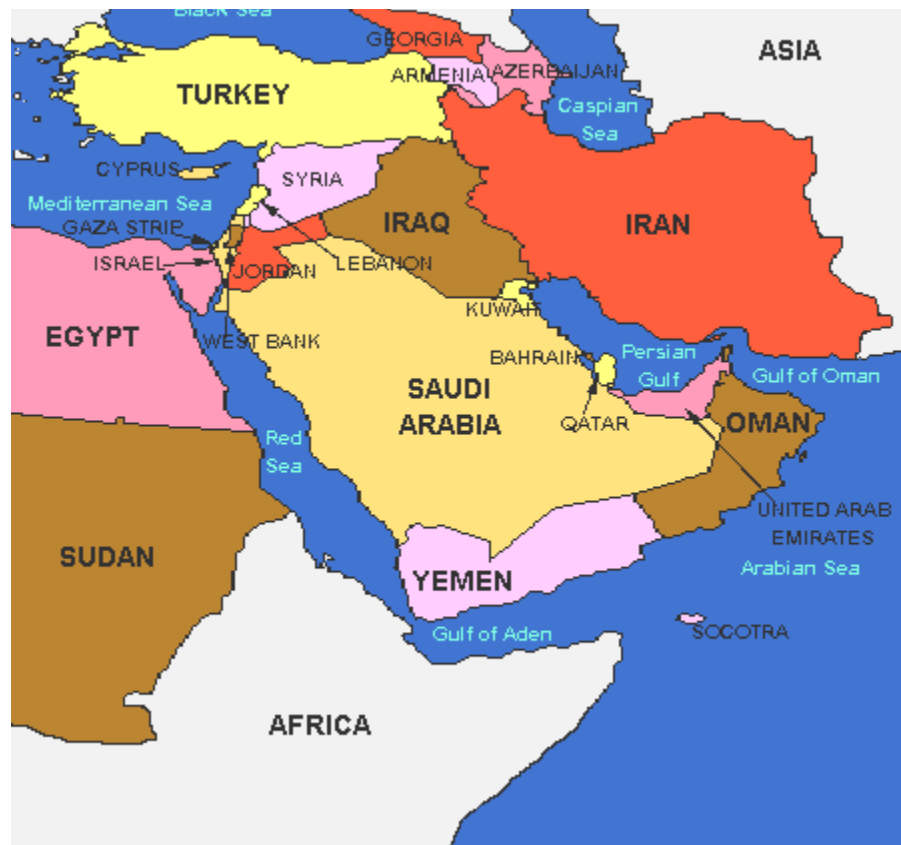 Black Sea
GEORGIA
ASIA
ARMENIA
AZERBAIJAN
TURKEY
Caspian
Sea
CYPRUS
SYRIA
Mediterranean Sea
GAZA STRIP
IRAQ
IRAN
ISRAEL
JORDAN
LEBANON
KUWAIT
EGYPT
WEST BANK
BAHRAIN
Persian
Gulf
Gulf of Oman
SAUDI
ARABIA
QATAR
OMAN
Red
Sea
UNITED ARAB
EMIRATES
SUDAN
YEMEN
Arabian Sea
Gulf of Aden
SOCOTRA
AFRICA